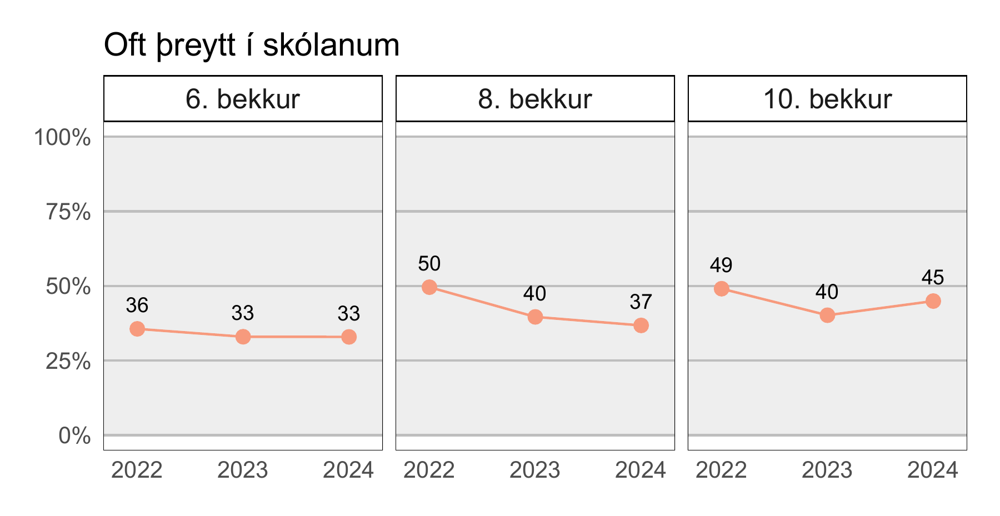 Oft þreytt í skólanum
6. bekkur 8. bekkur 10. bekkur
100%
75%
50%
25%
0%
36 33 33
50 40 37
49 40 45
2022 2023 2024 2022 2023 2024 2022 2023 2024